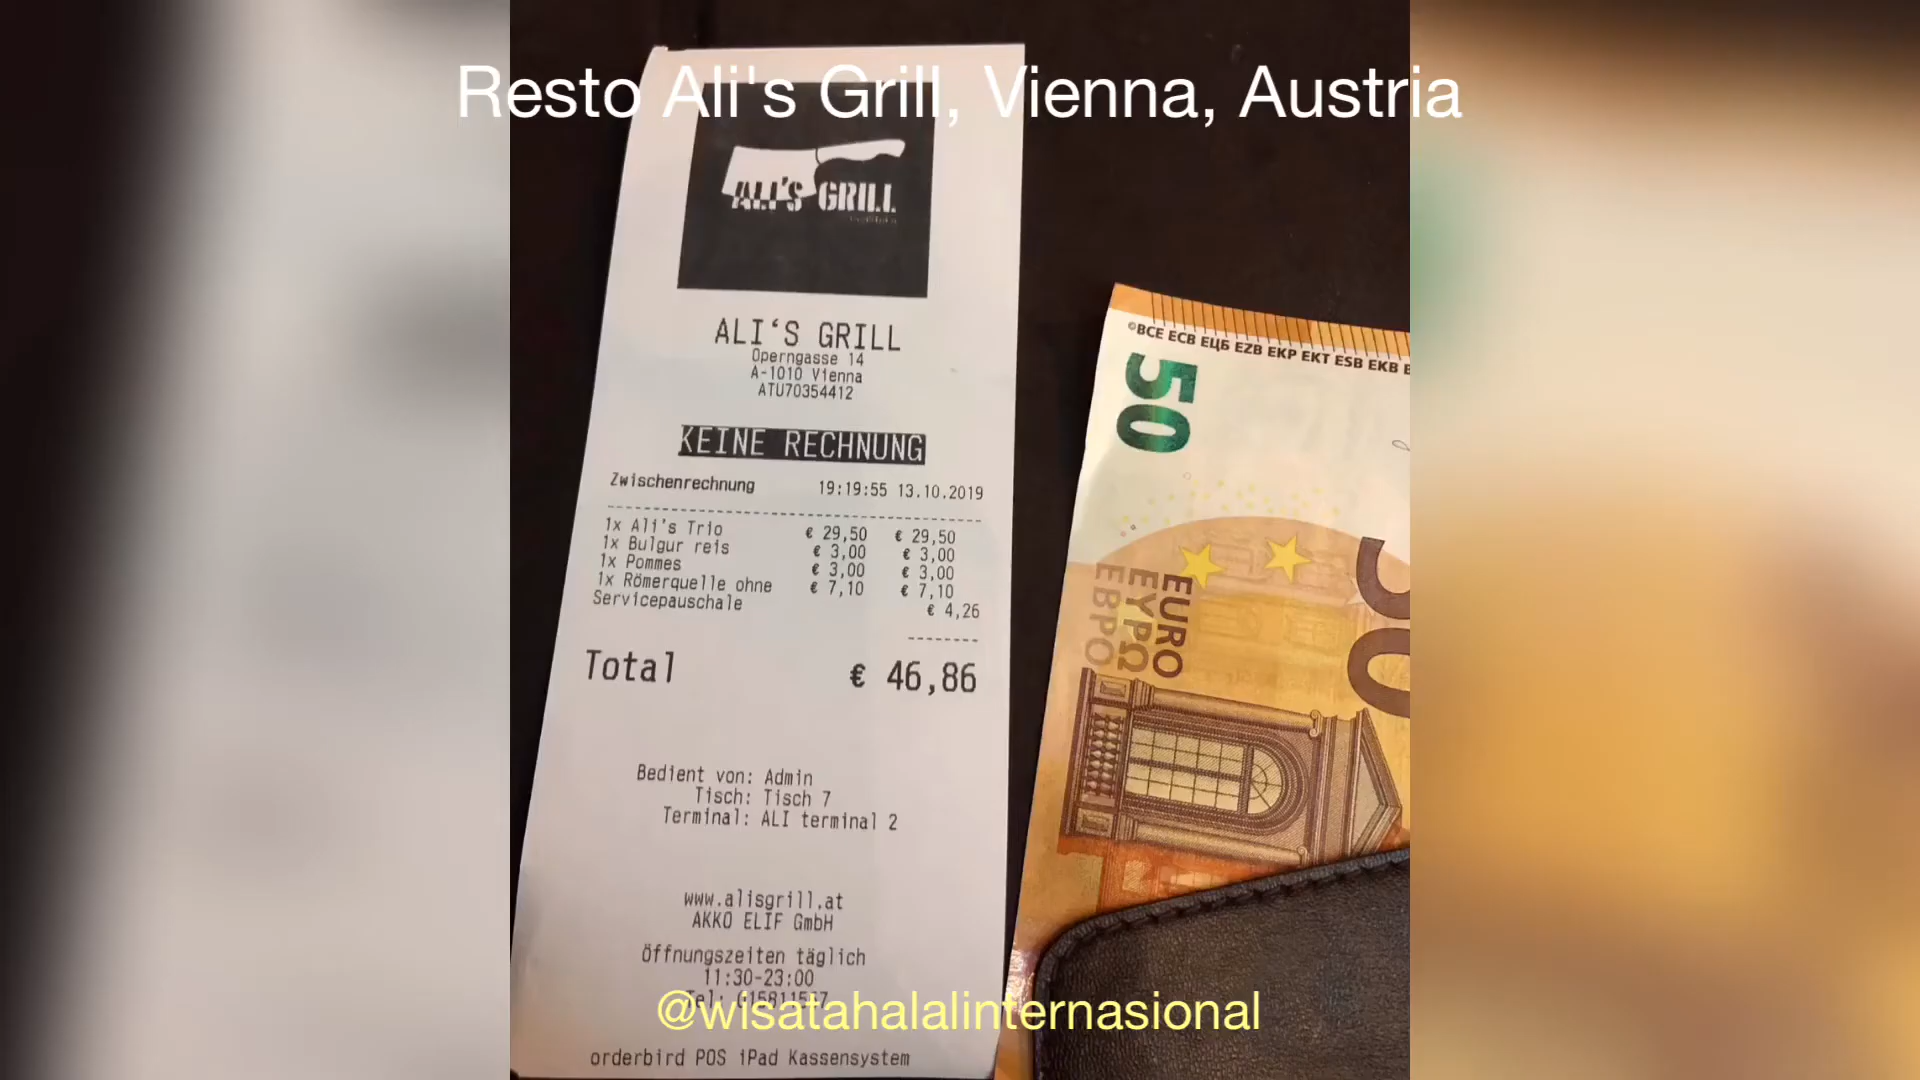 Resto Ali's Grill, Vienna, Austria
ALI'S GRILL
ALI‘S GRILL
Operngasse 14
A-1010 Vienna
ATU70354412
KEINE RECHNUNG
Zwischenrechnung 19:19:55 13.10.2019
1x Ali's Trio € 29,50 € 29,50
1x Bulgur reis € 3,00 € 3,00
1x Pommes € 3,00 € 3,00
1x Römerquelle ohne € 7,10 € 7,10
Servicepauschale € 4,26
Total € 46,86
Bedient von: Admin
Tisch: Tisch 7
Terminal: ALI terminal 2
www.alisgrill.at
AKKO ELIF GmbH
Öffnungszeiten täglich
11:30-23:00
Tel:
@wisatahalalinternasional
orderbird POS iPad Kassensystem
©BCE ECB ЕЦБ EZB EKP EKT ESB EKB
50
50
EURO
ΕΥΡΩ
ЕВРО